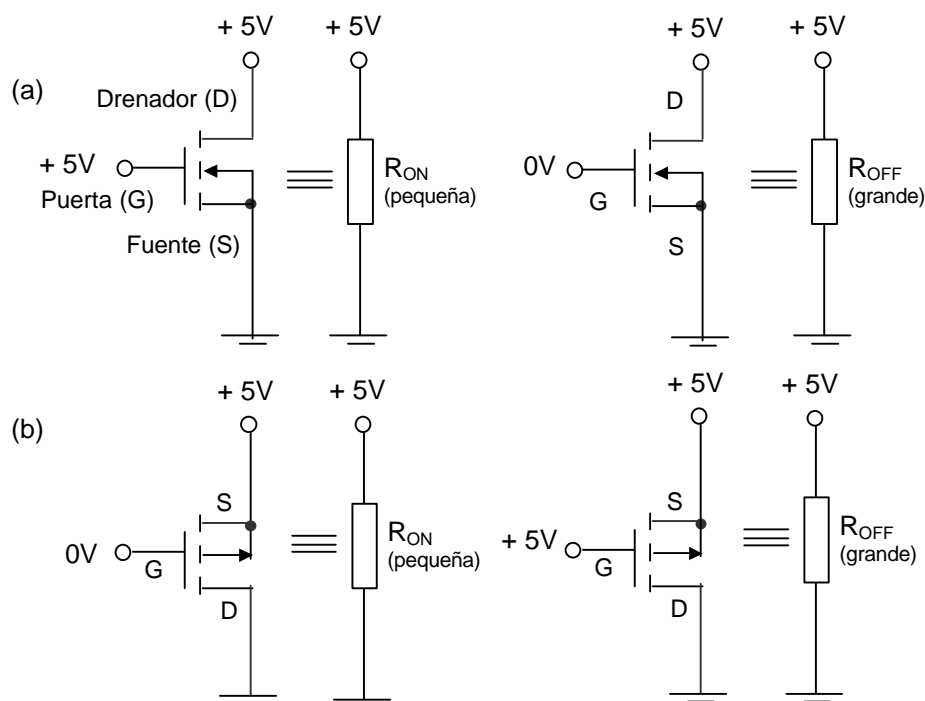 + 5V + 5V + 5V + 5V
(a)
Drenador (D) D
+ 5V R_ON 0V R_OFF
(pequeña) (grande)
Puerta (G) G
Fuente (S) S
+ 5V + 5V + 5V + 5V
(b)
S S
R_ON R_OFF
0V (pequeña) + 5V (grande)
G G
D D